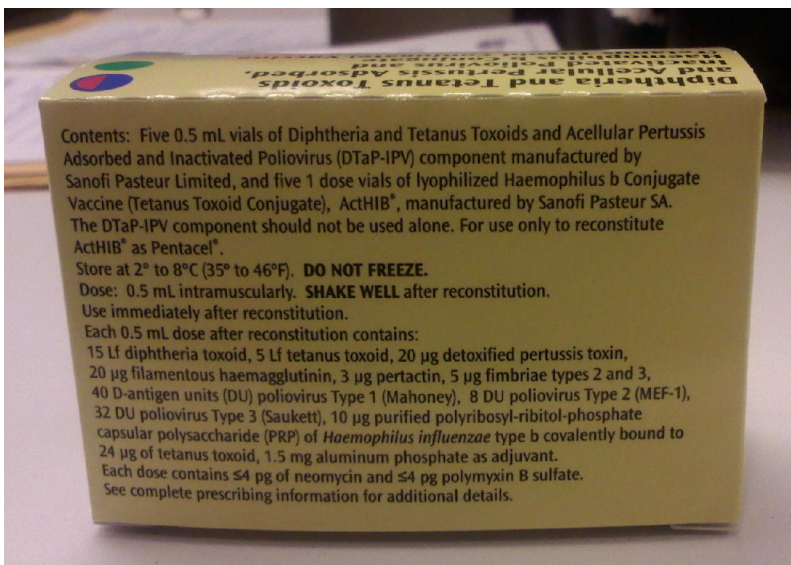 Diphtheria and Tetanus Toxoids
and Acellular Pertussis Adsorbed,
Inactivated Poliovirus and
Contents: Five 0.5 mL vials of Diphtheria and Tetanus Toxoids and Acellular Pertussis
Adsorbed and Inactivated Poliovirus (DTaP-IPV) component manufactured by
Sanofi Pasteur Limited, and five 1 dose vials of lyophilized Haemophilus b Conjugate
Vaccine (Tetanus Toxoid Conjugate), ActHIB®, manufactured by Sanofi Pasteur SA.
The DTaP-IPV component should not be used alone. For use only to reconstitute
ActHIB® as Pentacel®.
Store at 2° to 8°C (35° to 46°F). DO NOT FREEZE.
Dose: 0.5 mL intramuscularly. SHAKE WELL after reconstitution.
Use immediately after reconstitution.
Each 0.5 mL dose after reconstitution contains:
15 Lf diphtheria toxoid, 5 Lf tetanus toxoid, 20 µg detoxified pertussis toxin,
20 µg filamentous haemagglutinin, 3 µg pertactin, 5 µg fimbriae types 2 and 3,
40 D-antigen units (DU) poliovirus Type 1 (Mahoney), 8 DU poliovirus Type 2 (MEF-1),
32 DU poliovirus Type 3 (Saukett), 10 µg purified polyribosyl-ribitol-phosphate
capsular polysaccharide (PRP) of Haemophilus influenzae type b covalently bound to
24 µg of tetanus toxoid, 1.5 mg aluminum phosphate as adjuvant.
Each dose contains ≤4 pg of neomycin and ≤4 pg polymyxin B sulfate.
See complete prescribing information for additional details.